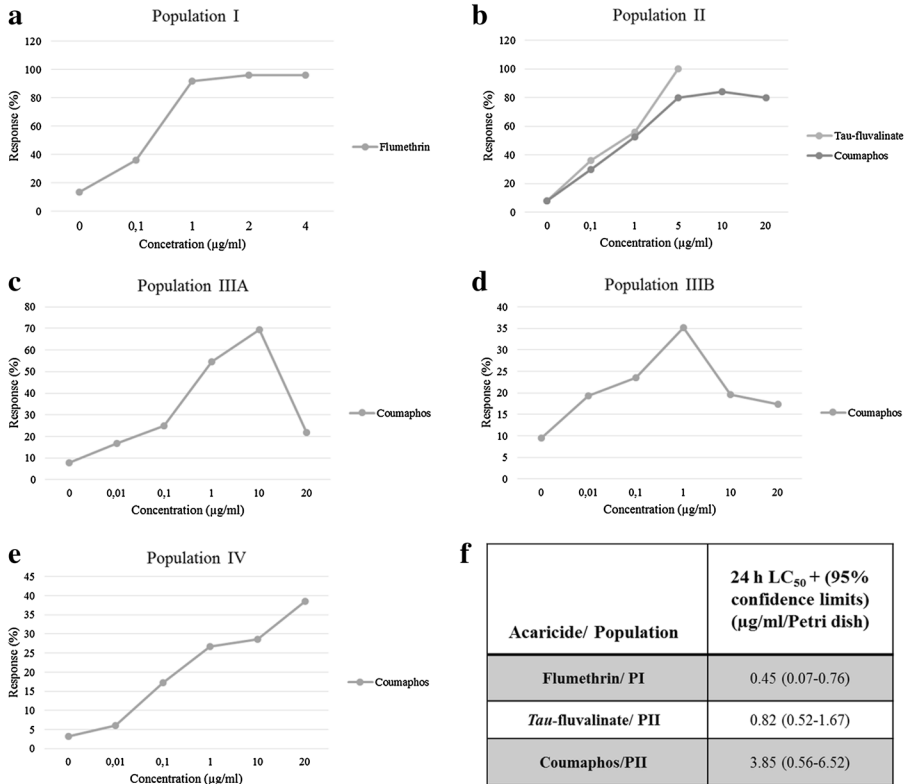 a
Population I
120
100
80
60
40
20
0
Response (%)
0 0,1 1 2 4
Concetration (µg/ml)
Flumethrin
b
Population II
120
100
80
60
40
20
0
Response (%)
0 0,1 1 5 10 20
Concentration (µg/ml)
Tau-fluvalinate
Coumaphos
c
Population IIIA
80
70
60
50
40
30
20
10
0
Response (%)
0 0,01 0,1 1 10 20
Concentration (µg/ml)
Coumaphos
d
Population IIIB
40
35
30
25
20
15
10
5
0
Response (%)
0 0,01 0,1 1 10 20
Concentration (µg/ml)
Coumaphos
e
Population IV
45
40
35
30
25
20
15
10
5
0
Response (%)
0 0,01 0,1 1 10 20
Concentration (µg/ml)
Coumaphos
f
Acaricide/ Population
24 h LC50 + (95%
confidence limits)
(µg/ml/Petri dish)
Flumethrin/ PI 0.45 (0.07-0.76)
Tau-fluvalinate/ PII 0.82 (0.52-1.67)
Coumaphos/PII 3.85 (0.56-6.52)